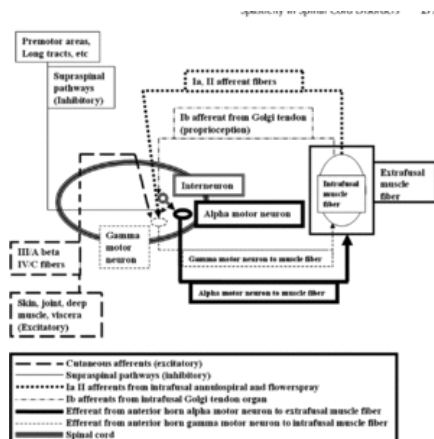 Spasticity in Spinal Cord Disorders
Premotor areas,
Long tracts, etc
Supraspinal
pathways
(Inhibitory)
Ia, II afferent fibers
Ib afferent from Golgi tendon
(proprioception)
Interneuron
Intrafusal
muscle
fiber
Extrafusal
muscle
fiber
Alpha motor neuron
Gamma
motor
neuron
Gamma motor neuron to muscle fiber
III/A beta
IV/C fibers
Alpha motor neuron to muscle fiber
Skin, joint, deep
muscle, viscera
(Excitatory)
Cutaneous afferents (excitatory)
Supraspinal pathways (Inhibitory)
Ia II afferents from intrafusal annulospiral and flowerspray
Ib afferents from intrafusal Golgi tendon organ
Efferent from anterior horn alpha motor neuron to extrafusal muscle fiber
Efferent from anterior horn gamma motor neuron to intrafusal muscle fiber
Spinal cord